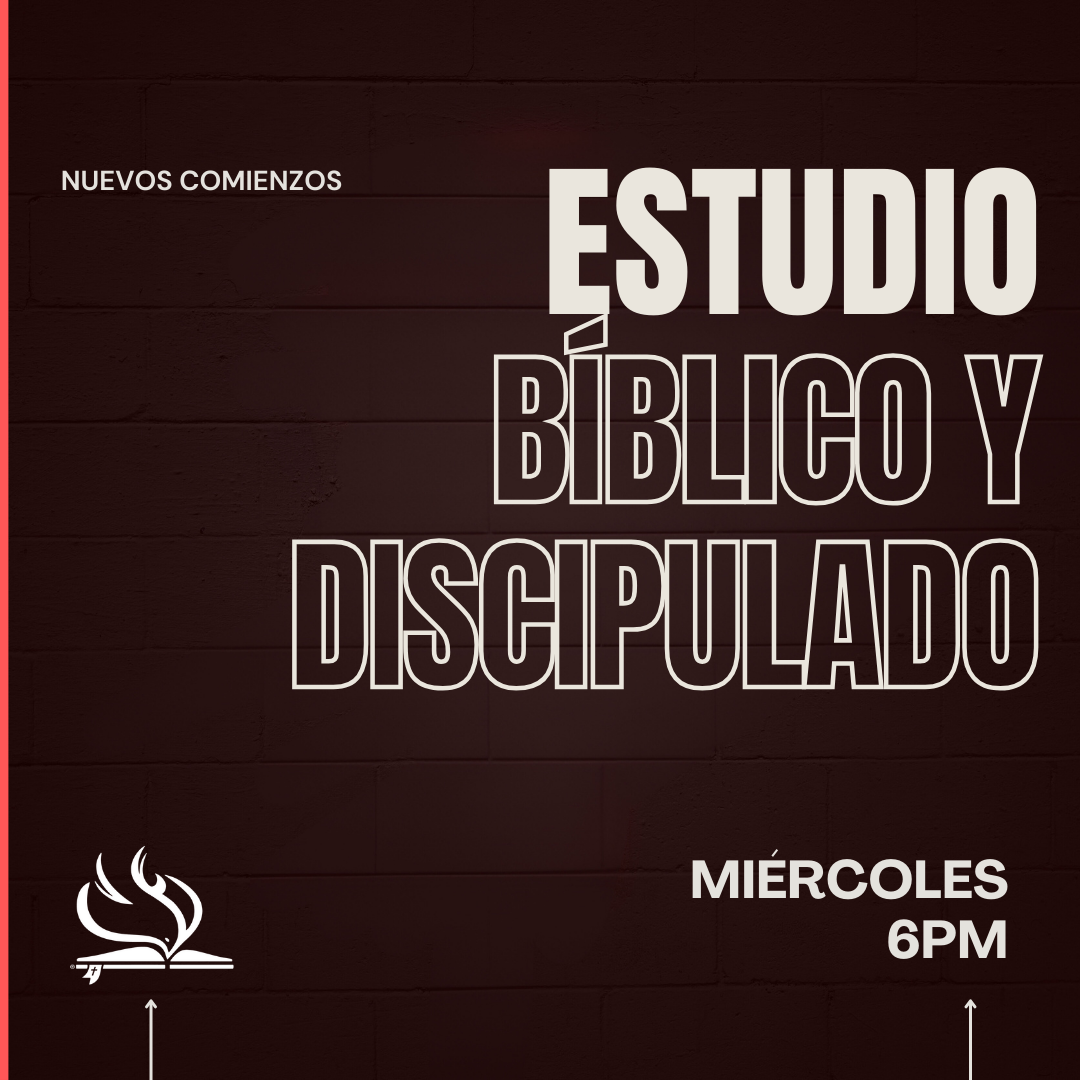 NUEVOS COMIENZOS
ESTUDIO
BÍBLICO Y
DISCIPULADO
MIÉRCOLES
6PM